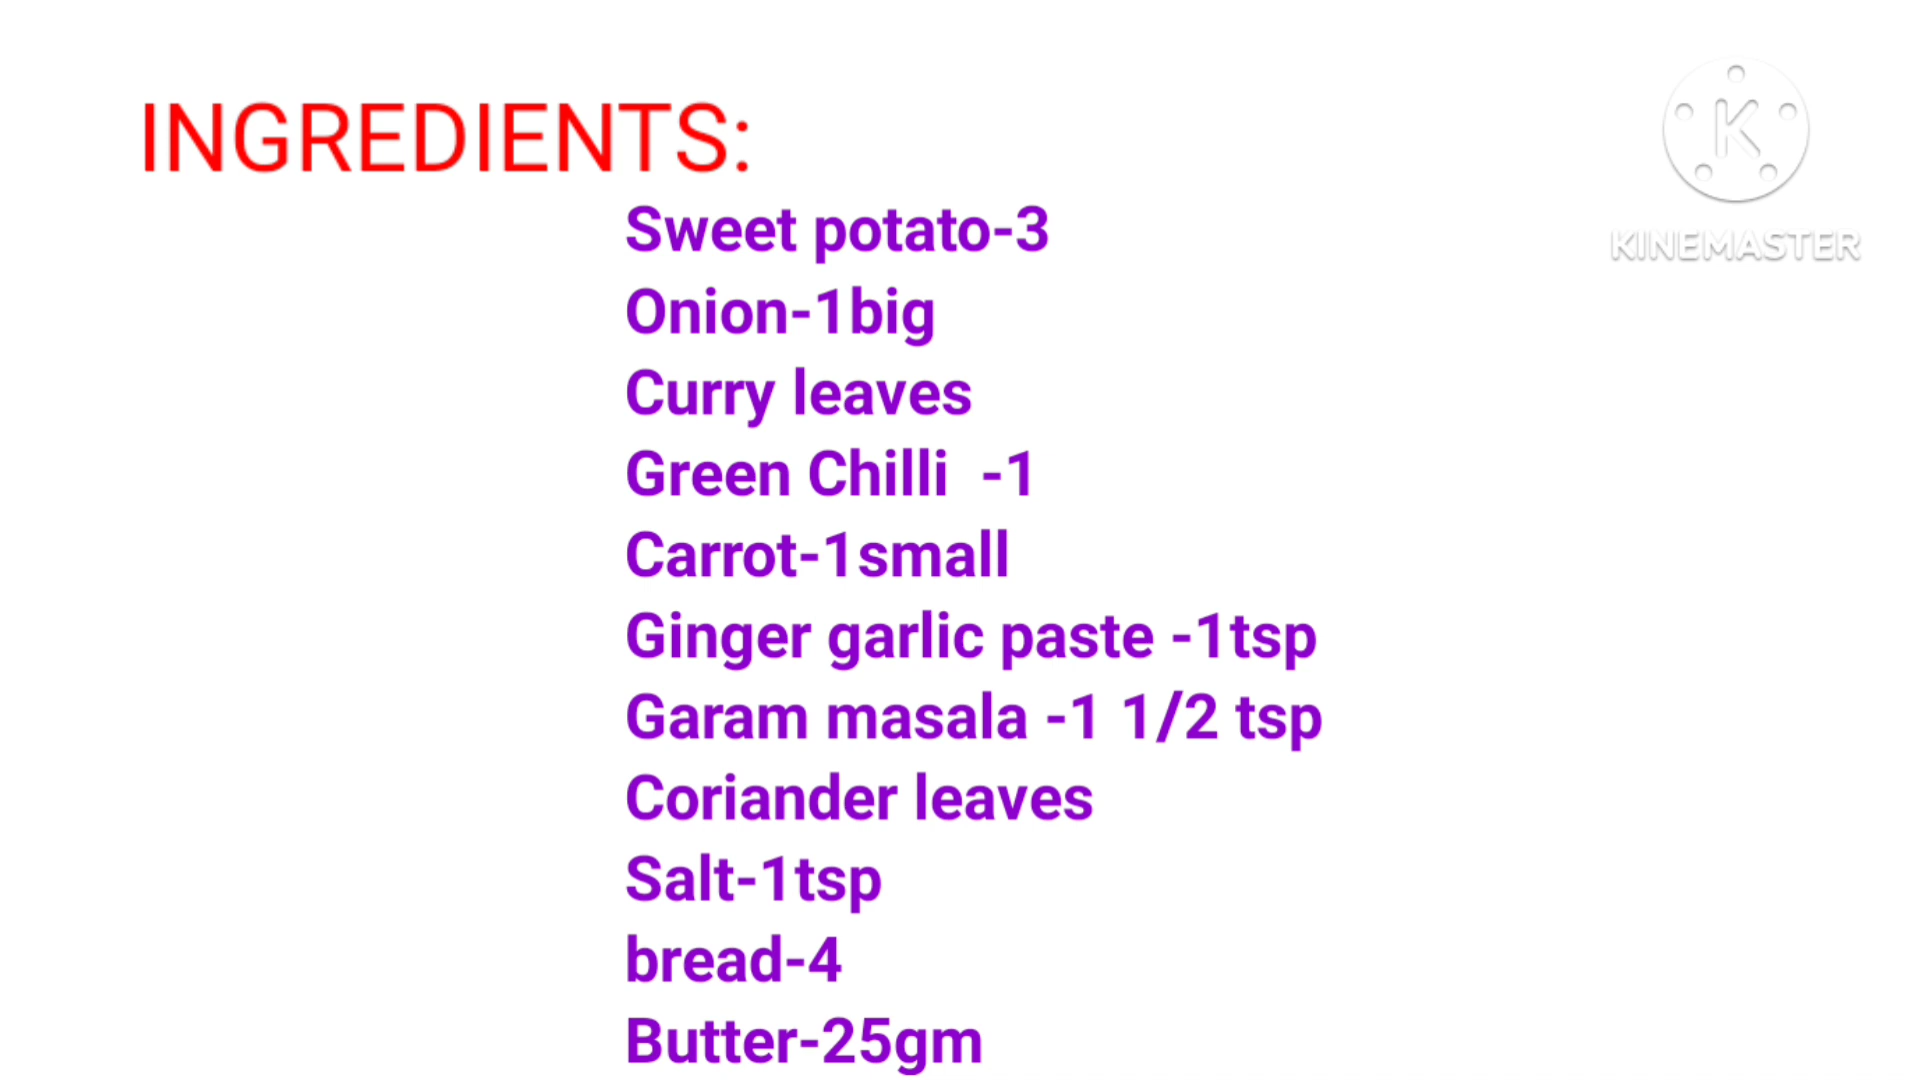 INGREDIENTS:
KINEMASTER
Sweet potato-3
Onion-1big
Curry leaves
Green Chilli  -1
Carrot-1small
Ginger garlic paste -1tsp
Garam masala -1 1/2 tsp
Coriander leaves
Salt-1tsp
bread-4
Butter-25gm